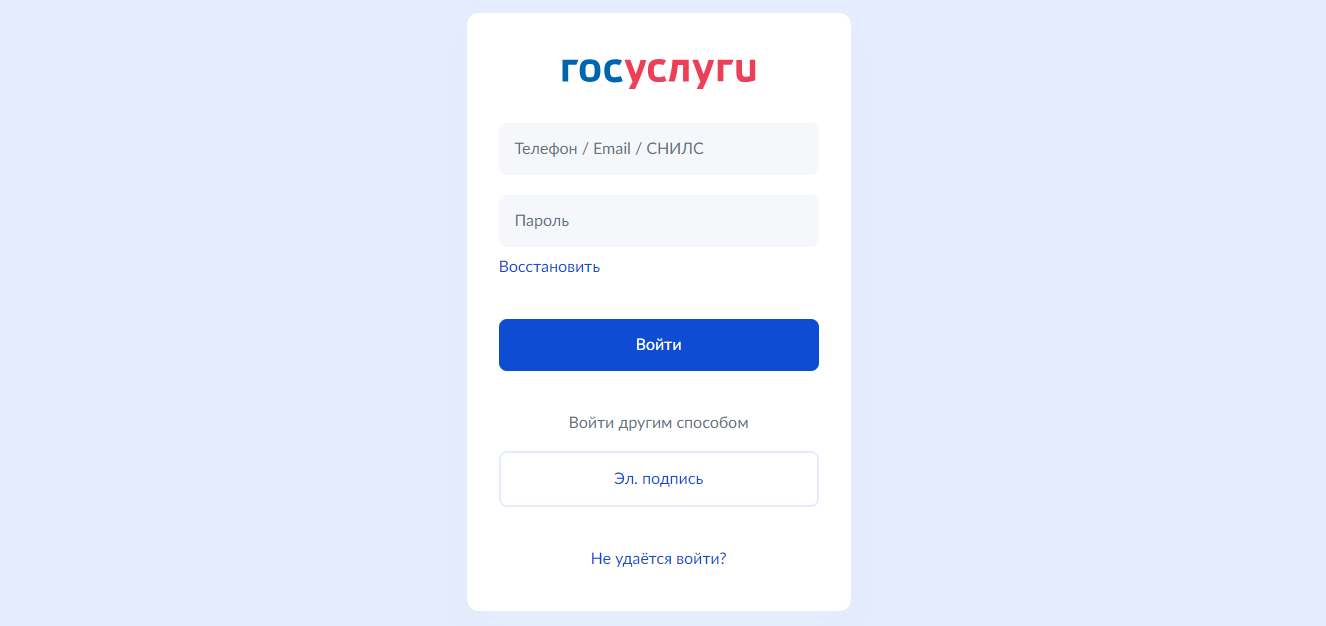 госуслуги
Телефон / Email / СНИЛС
Пароль
Восстановить
Войти
Войти другим способом
Эл. подпись
Не удаётся войти?